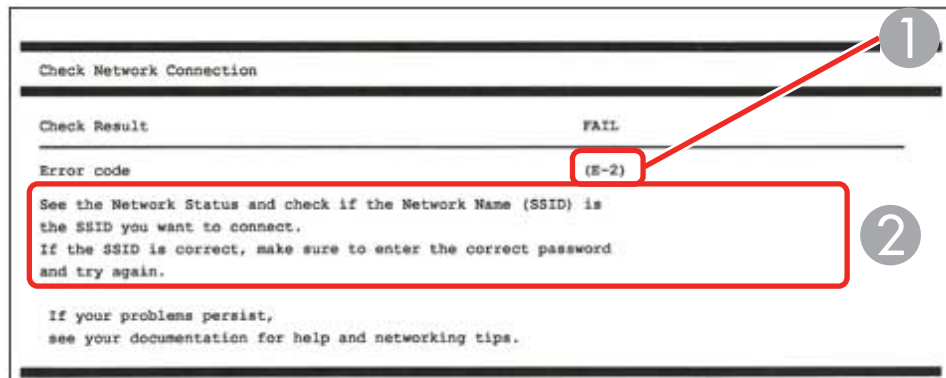 1
Check Network Connection
Check Result FAIL
Error code (E-2)
See the Network Status and check if the Network Name (SSID) is
the SSID you want to connect.
If the SSID is correct, make sure to enter the correct password
and try again.
2
If your problems persist,
see your documentation for help and networking tips.